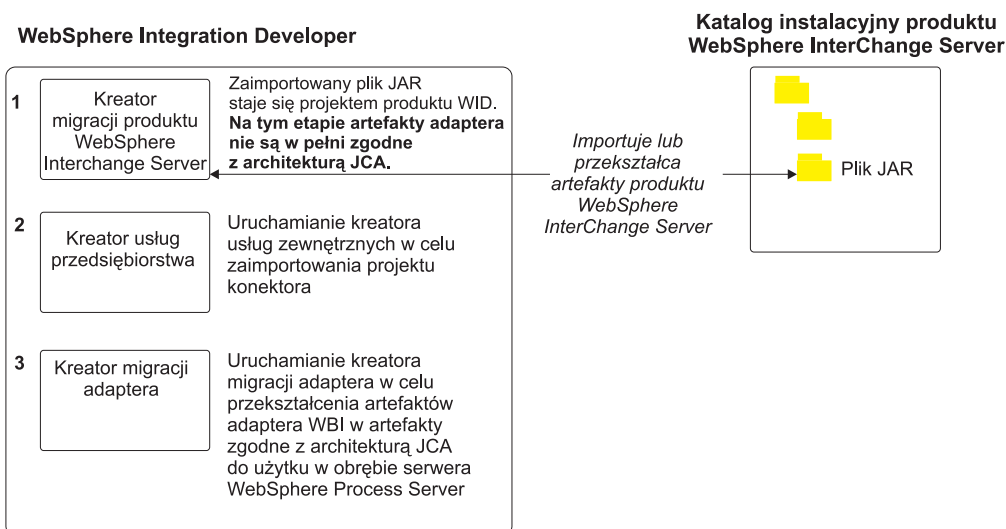 WebSphere Integration Developer
Katalog instalacyjny produktu
WebSphere InterChange Server
1
Kreator
migracji produktu
WebSphere
Interchange Server
Zaimportowany plik JAR
staje się projektem produktu WID.
Na tym etapie artefakty adaptera
nie są w pełni zgodne
z architekturą JCA.
Importuje lub
przekształca
artefakty produktu
WebSphere
InterChange Server
Plik JAR
2
Kreator usług
przedsiębiorstwa
Uruchamianie kreatora
usług zewnętrznych w celu
zaimportowania projektu
konektora
3
Kreator migracji
adaptera
Uruchamianie kreatora
migracji adaptera w celu
przekształcenia artefaktów
adaptera WBI w artefakty
zgodne z architekturą JCA
do użytku w obrębie serwera
WebSphere Process Server